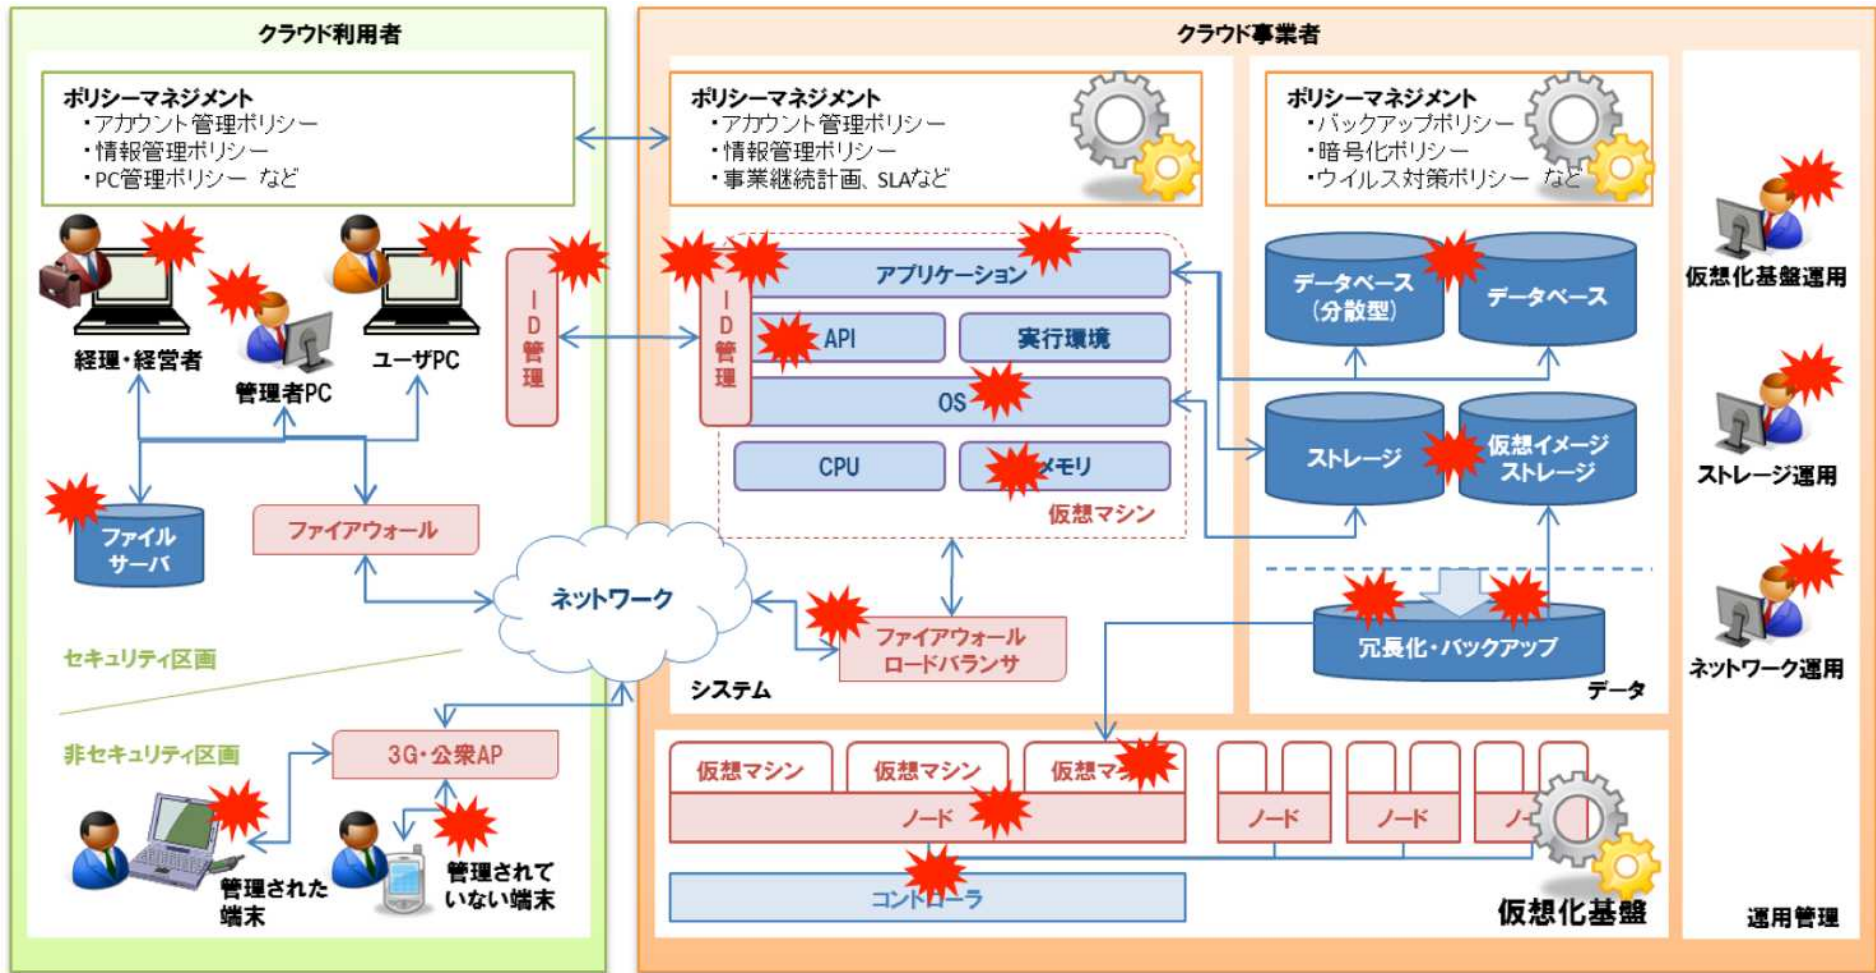 クラウド利用者
ポリシーマネジメント
・アカウント管理ポリシー
・情報管理ポリシー
・PC管理ポリシー など
経理・経営者
管理者PC
ユーザPC
ID管理
ファイル
サーバ
ファイアウォール
セキュリティ区画
非セキュリティ区画
3G・公衆AP
管理された
端末
管理されて
いない端末
ネットワーク
クラウド事業者
ポリシーマネジメント
・アカウント管理ポリシー
・情報管理ポリシー
・事業継続計画、SLAなど
ID管理
アプリケーション
API
実行環境
OS
CPU
メモリ
仮想マシン
ファイアウォール
ロードバランサ
システム
ポリシーマネジメント
・バックアップポリシー
・暗号化ポリシー
・ウイルス対策ポリシー など
データベース
(分散型)
データベース
ストレージ
仮想イメージ
ストレージ
冗長化・バックアップ
データ
仮想マシン
仮想マシン
仮想マシン
ノード
ノード
ノード
ノード
コントローラ
仮想化基盤
仮想化基盤運用
ストレージ運用
ネットワーク運用
運用管理